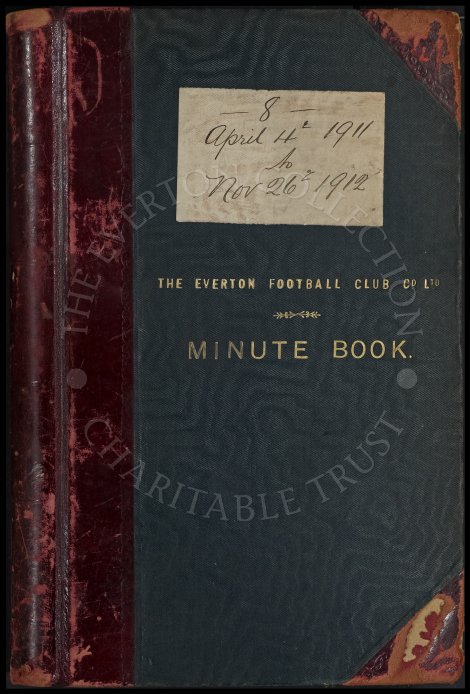 — 8 —
April 4th 1911
to
Nov 26th 1912
THE EVERTON FOOTBALL CLUB Co LTD
MINUTE BOOK.
THE EVERTON COLLECTION
CHARITABLE TRUST